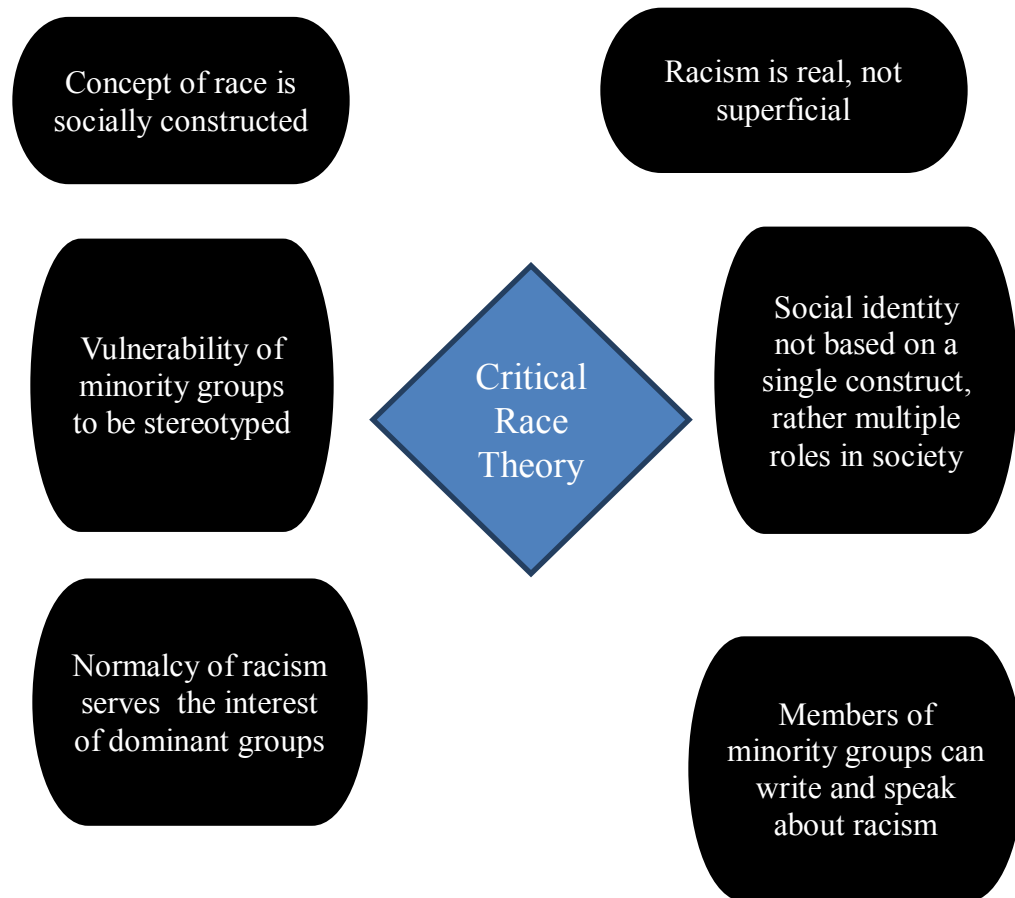 Concept of race is
socially constructed
Racism is real, not
superficial
Vulnerability of
minority groups
to be stereotyped
Critical
Race
Theory
Social identity
not based on a
single construct,
rather multiple
roles in society
Normalcy of racism
serves  the interest
of dominant groups
Members of
minority groups can
write and speak
about racism